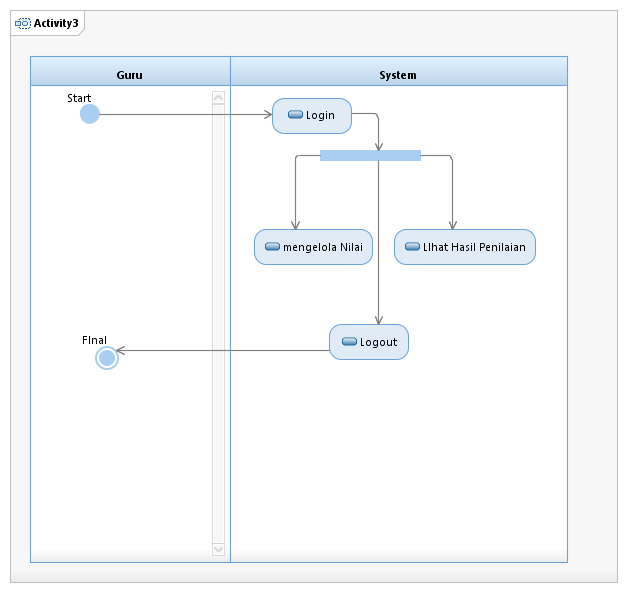 Activity3
Guru
System
Start
Login
mengelola Nilai
LIhat Hasil Penilaian
FInal
Logout